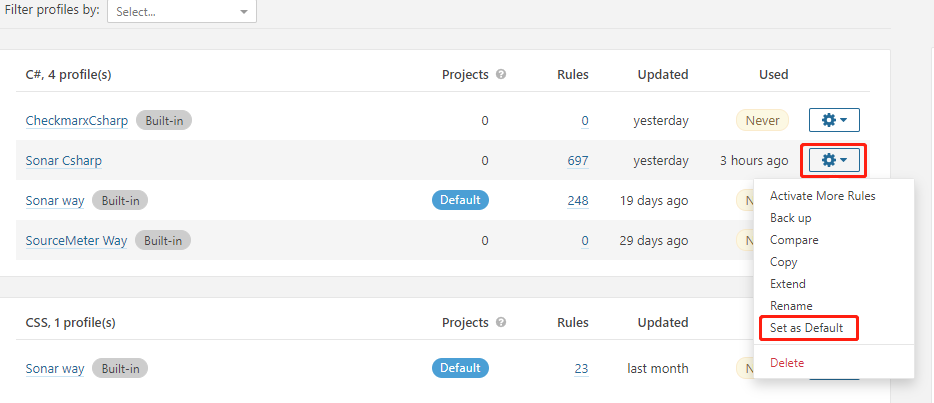 Filter profiles by: Select...
C#, 4 profile(s) Projects ? Rules Updated Used
CheckmarxCsharp Built-in 0 0 yesterday Never
Sonar Csharp 0 697 yesterday 3 hours ago
Sonar way Built-in Default 248 19 days ago
SourceMeter Way Built-in 0 0 29 days ago
Activate More Rules
Back up
Compare
Copy
Extend
Rename
Set as Default
Delete
CSS, 1 profile(s) Projects ? Rules Updated
Sonar way Built-in Default 23 last month